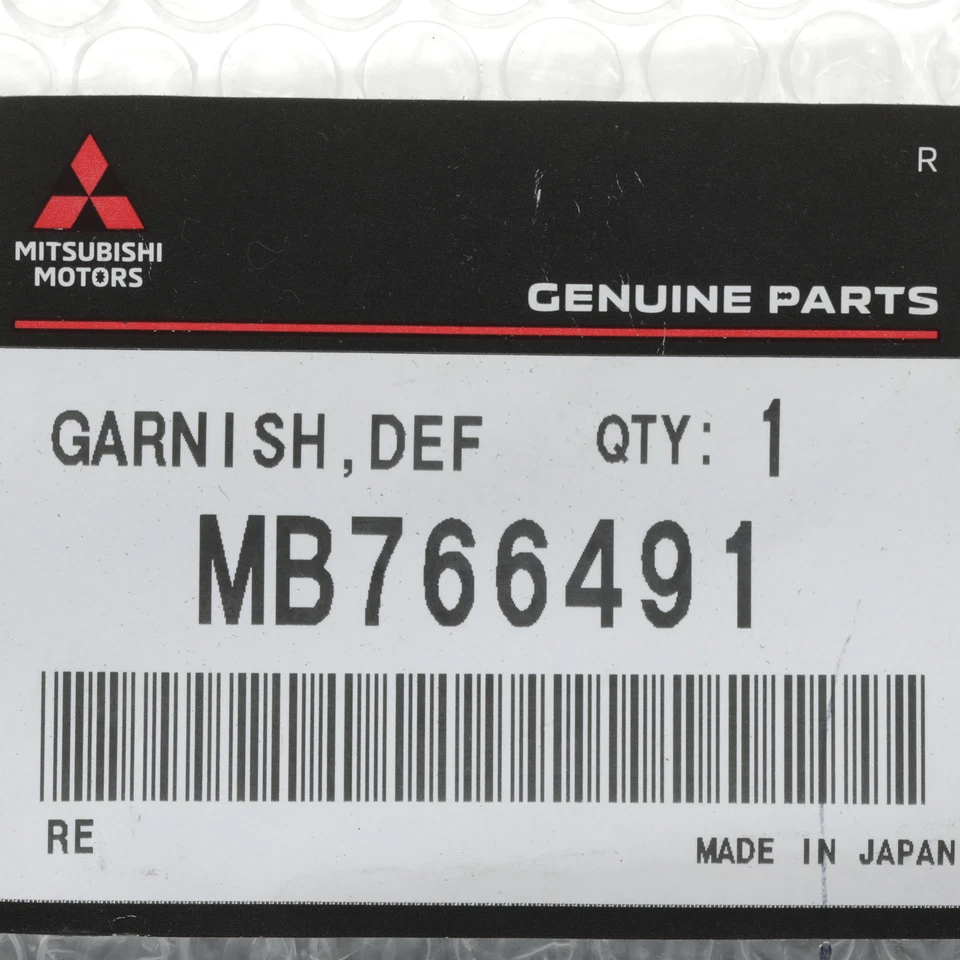 R
MITSUBISHI
MOTORS
GENUINE PARTS
GARNISH,DEF QTY: 1
MB766491
RE
MADE IN JAPAN